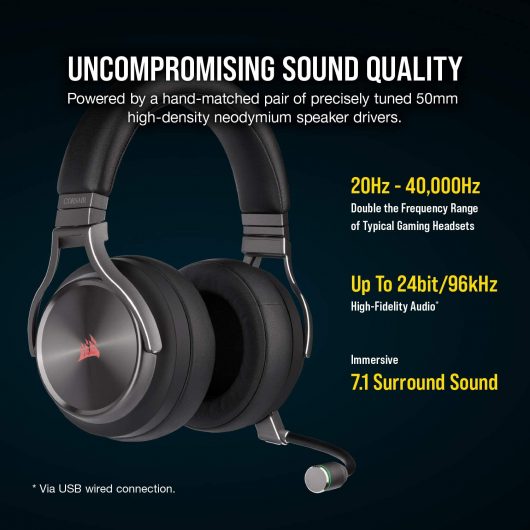 UNCOMPROMISING SOUND QUALITY
Powered by a hand-matched pair of precisely tuned 50mm
high-density neodymium speaker drivers.
CORSAIR
20Hz - 40,000Hz
Double the Frequency Range
of Typical Gaming Headsets
Up To 24bit/96kHz
High-Fidelity Audio*
Immersive
7.1 Surround Sound
* Via USB wired connection.